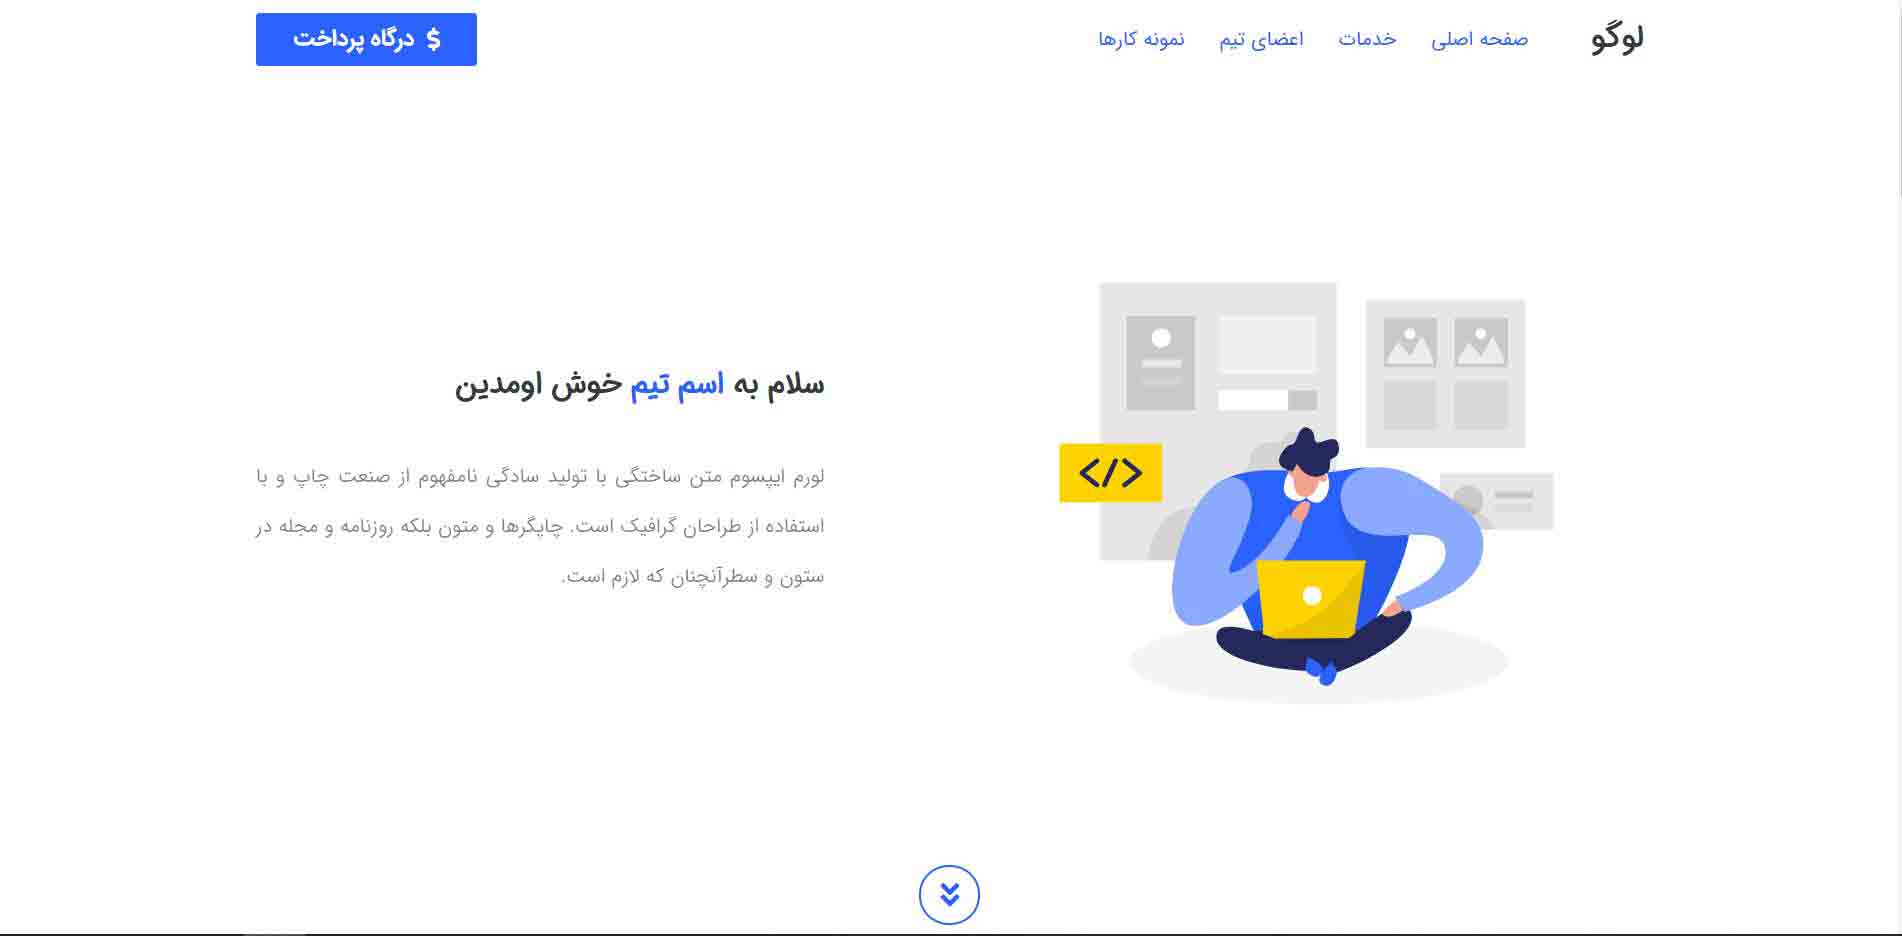 لوگو
صفحه اصلی
خدمات
اعضای تیم
نمونه کارها
$ درگاه پرداخت
</>
سلام به اسم تیم خوش اومدین
لورم ایپسوم متن ساختگی با تولید سادگی نامفهوم از صنعت چاپ و با
استفاده از طراحان گرافیک است. چاپگرها و متون بلکه روزنامه و مجله در
ستون و سطرآنچنان که لازم است.